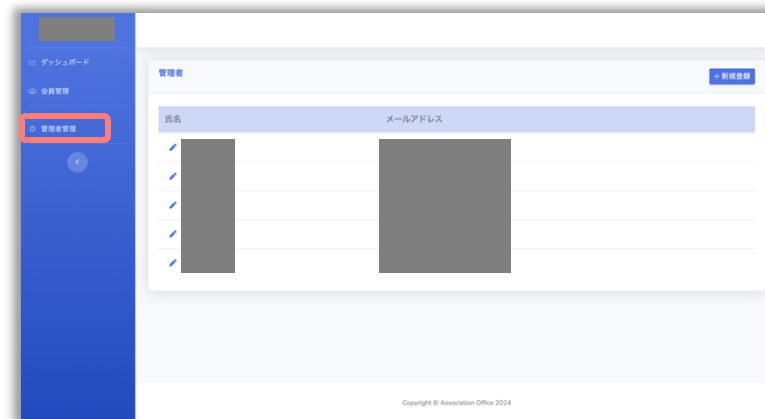 ダッシュボード
会員管理
管理者管理
管理者
+新規登録
氏名
メールアドレス
Copyright © Association Office 2024